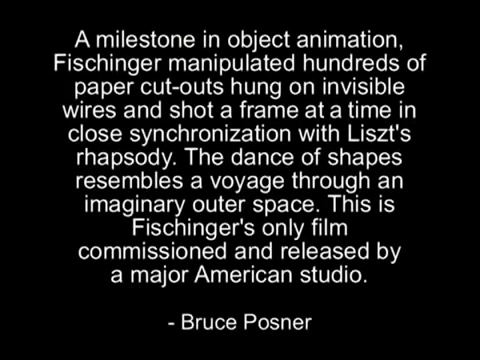 A milestone in object animation,
Fischinger manipulated hundreds of
paper cut-outs hung on invisible
wires and shot a frame at a time in
close synchronization with Liszt's
rhapsody. The dance of shapes
resembles a voyage through an
imaginary outer space. This is
Fischinger's only film
commissioned and released by
a major American studio.
- Bruce Posner